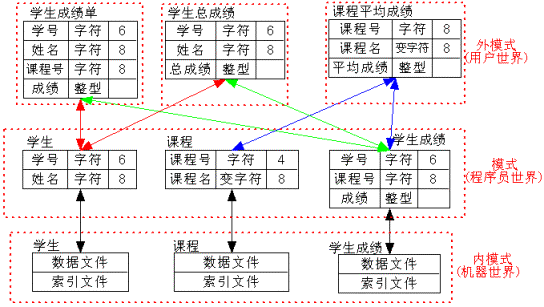 学生成绩单
学号 字符 6
姓名 字符 8
课程号 字符 8
成绩 整型
学生总成绩
学号 字符 6
姓名 字符 8
总成绩 整型
课程平均成绩
课程号 字符 8
课程名 变字符 8
平均成绩 整型
外模式
(用户世界)
学生
学号 字符 6
姓名 字符 8
课程
课程号 字符 4
课程名 变字符 8
学生成绩
学号 字符 6
课程号 字符 8
成绩 整型
模式
(程序员世界)
学生
数据文件
索引文件
课程
数据文件
索引文件
学生成绩
数据文件
索引文件
内模式
(机器世界)